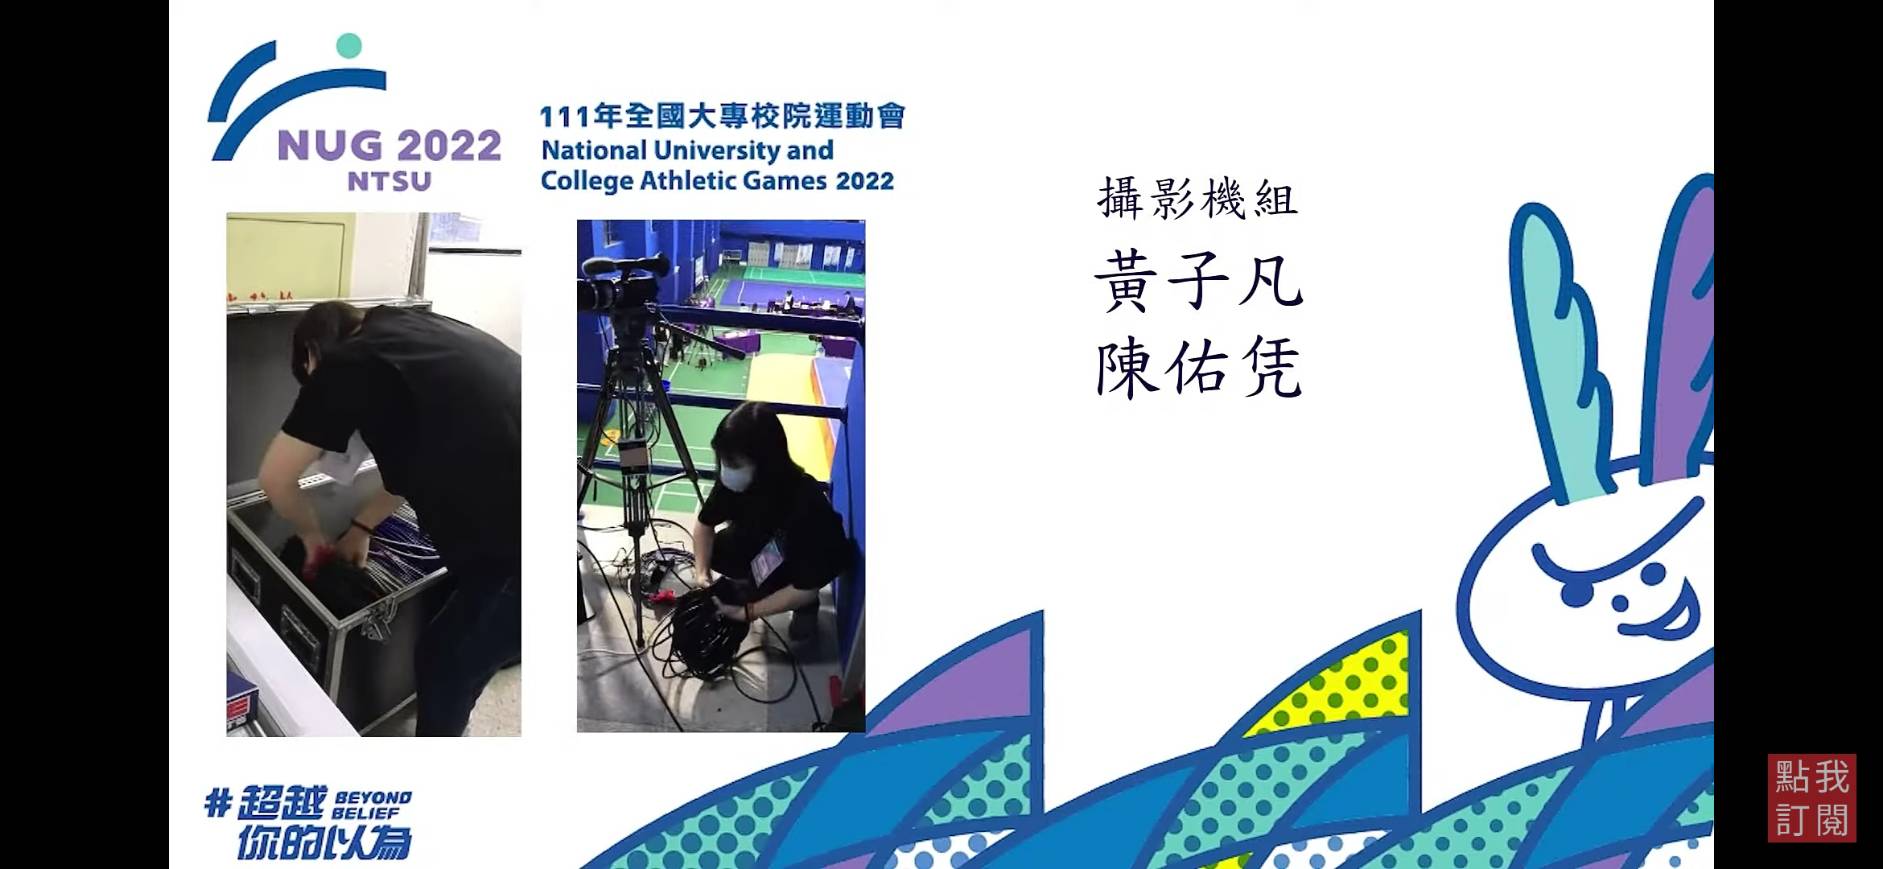 NUG 2022
NTSU
111年全國大專校院運動會
National University and
College Athletic Games 2022
攝影機組
黃子凡
陳佑凭
#超越 BEYOND BELIEF
你的以為
點我
訂閱